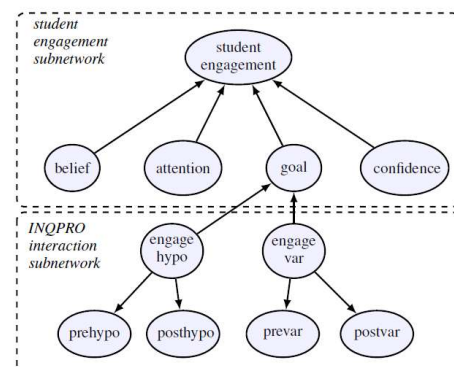 student
engagement
subnetwork
student
engagement
belief
attention
goal
confidence
INQPRO
interaction
subnetwork
engage
hypo
engage
var
prehypo
posthypo
prevar
postvar